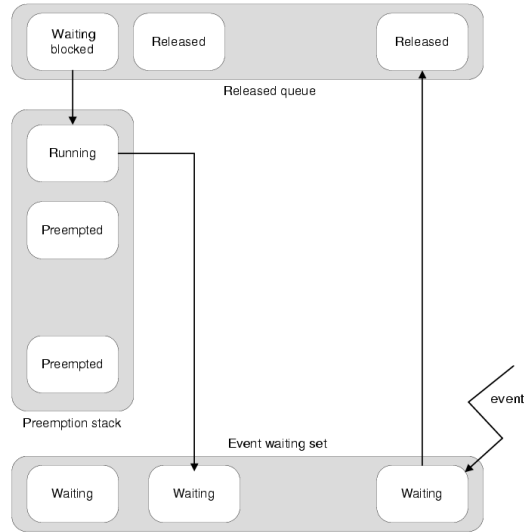 Waiting
blocked
Released
Released
Released queue
Running
Preempted
Preempted
Preemption stack
event
Event waiting set
Waiting
Waiting
Waiting